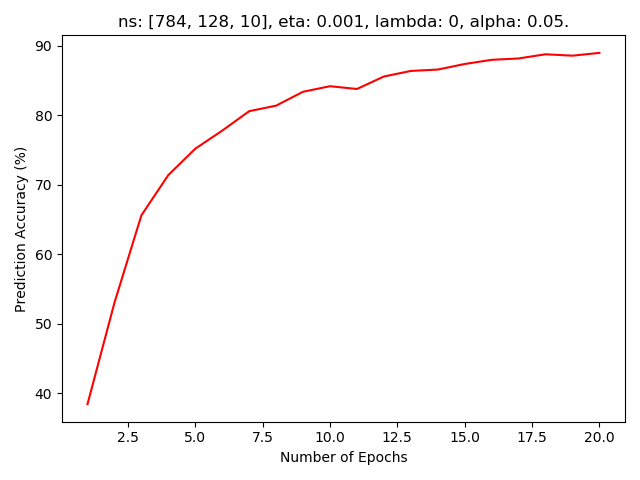 ns: [784, 128, 10], eta: 0.001, lambda: 0, alpha: 0.05.
90
80
70
60
50
40
Prediction Accuracy (%)
2.5 5.0 7.5 10.0 12.5 15.0 17.5 20.0
Number of Epochs